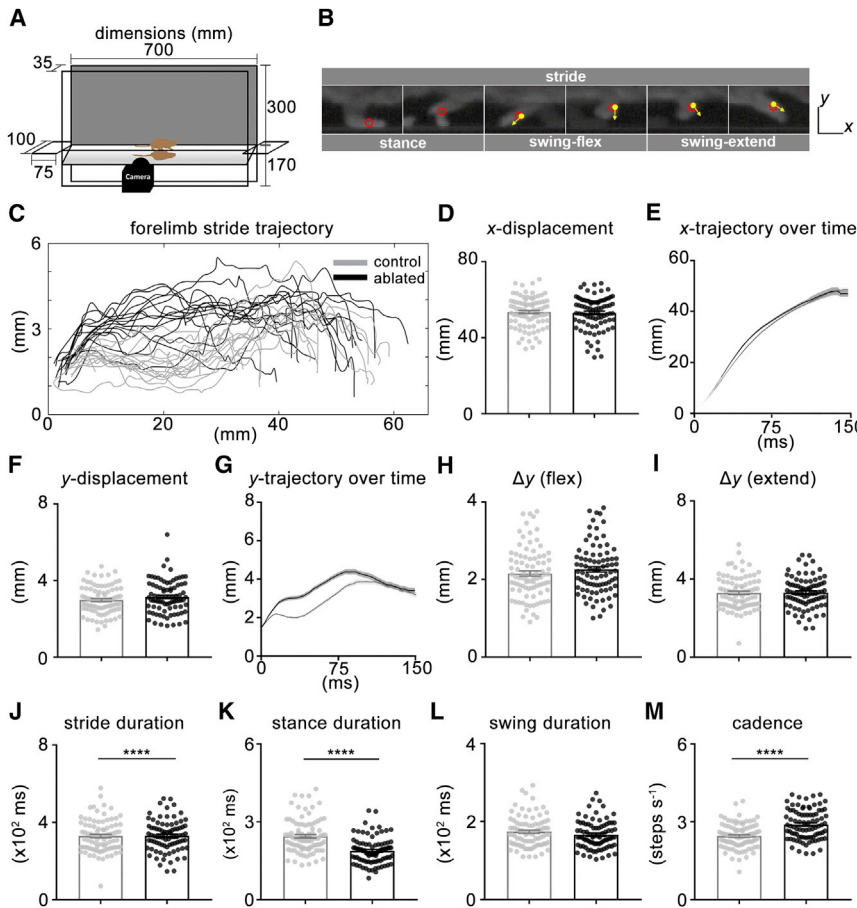 A
dimensions (mm)
700
35
300
100
75
170
Camera
B
stride
stance
swing-flex
swing-extend
y
x
C
forelimb stride trajectory
control
ablated
(mm)
6
3
0
0
20
40
60
(mm)
D
x-displacement
(mm)
80
40
0
E
x-trajectory over time
(mm)
60
40
20
0
0
75
150
(ms)
F
y-displacement
(mm)
8
4
0
G
y-trajectory over time
(mm)
8
6
4
2
0
0
75
150
(ms)
H
Δy (flex)
(mm)
4
2
0
I
Δy (extend)
(mm)
8
4
0
J
stride duration
****
(x10² ms)
8
4
0
K
stance duration
****
(x10² ms)
6
3
0
L
swing duration
(x10² ms)
4
2
0
M
cadence
****
(steps s⁻¹)
6
3
0